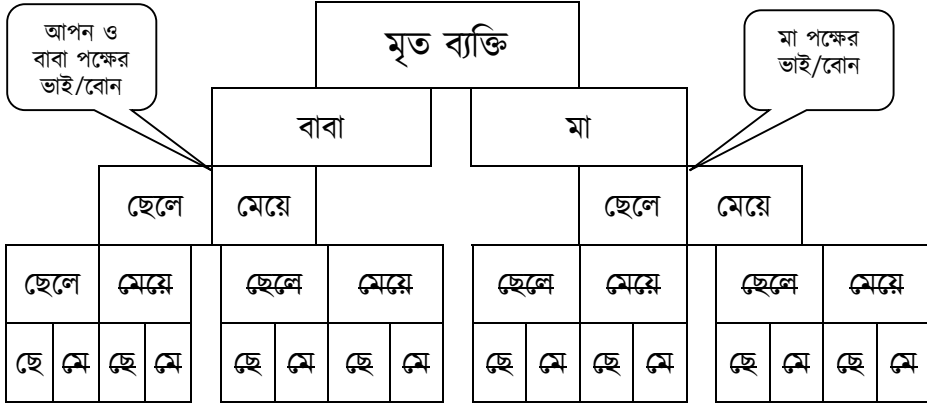 আপন ও
বাবা পক্ষের
ভাই/বোন
মৃত ব্যক্তি
মা পক্ষের
ভাই/বোন
বাবা মা
ছেলে মেয়ে ছেলে মেয়ে
ছেলে মেয়ে ছেলে মেয়ে ছেলে মেয়ে ছেলে মেয়ে
ছে মে ছে মে ছে মে ছে মে ছে মে ছে মে ছে মে ছে মে